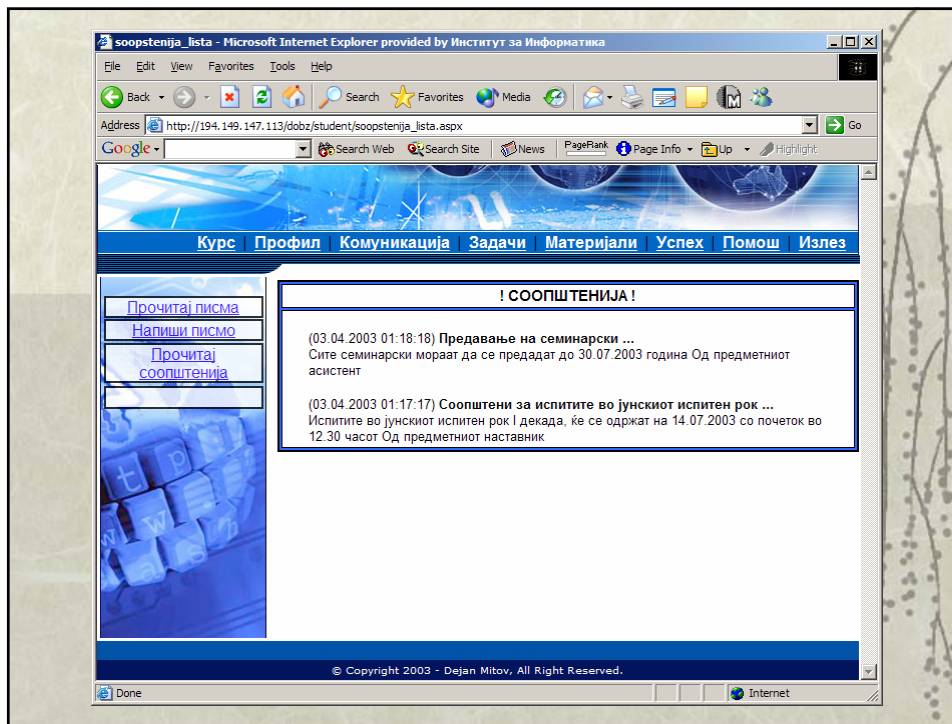 soopstenija_lista - Microsoft Internet Explorer provided by Институт за Информатика
File Edit View Favorites Tools Help
Back Search Favorites Media
Address http://194.149.147.113/dobz/student/soopstenija_lista.aspx Go
Google Search Web Search Site News PageRank Page Info Up Highlight
Курс | Профил | Комуникација | Задачи | Материјали | Успех | Помош | Излез
Прочитај писма
Напиши писмо
Прочитај
соопштенија
! СООПШТЕНИЈА !
(03.04.2003 01:18:18) Предавање на семинарски ...
Сите семинарски мораат да се предадат до 30.07.2003 година Од предметниот
асистент
(03.04.2003 01:17:17) Соопштени за испитите во јунскиот испитен рок ...
Испитите во јунскиот испитен рок I декада, ќе се одржат на 14.07.2003 со почеток во
12.30 часот Од предметниот наставник
© Copyright 2003 - Dejan Mitov, All Right Reserved.
Done Internet